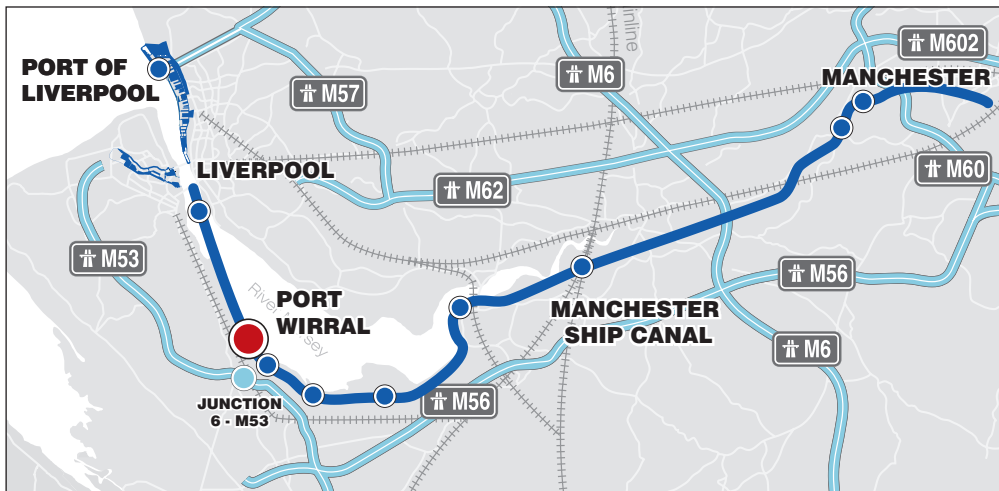 PORT OF
LIVERPOOL
M57
M6
inline
M602
MANCHESTER
LIVERPOOL
M62
M60
M53
PORT
WIRRAL
MANCHESTER
SHIP CANAL
M56
M6
JUNCTION
6 - M53
M56